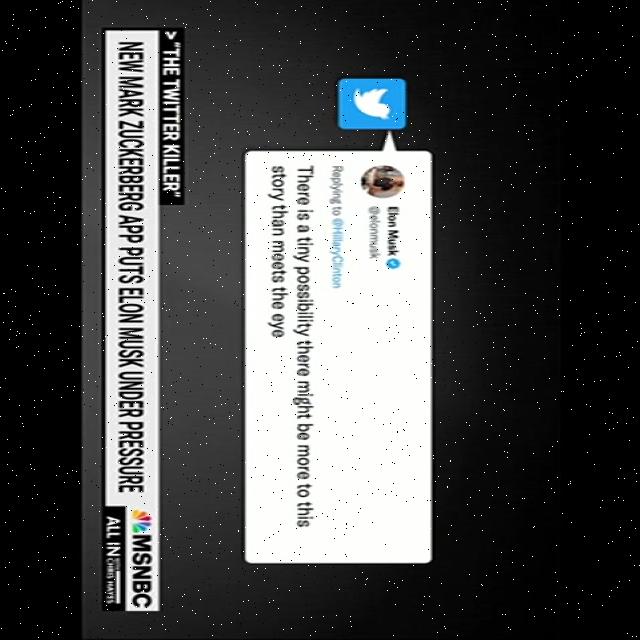 Elon Musk
@elonmusk
Replying to @HillaryClinton
There is a tiny possibility there might be more to this
story than meets the eye
> "THE TWITTER KILLER"
NEW MARK ZUCKERBERG APP PUTS ELON MUSK UNDER PRESSURE
MSNBC
ALL IN